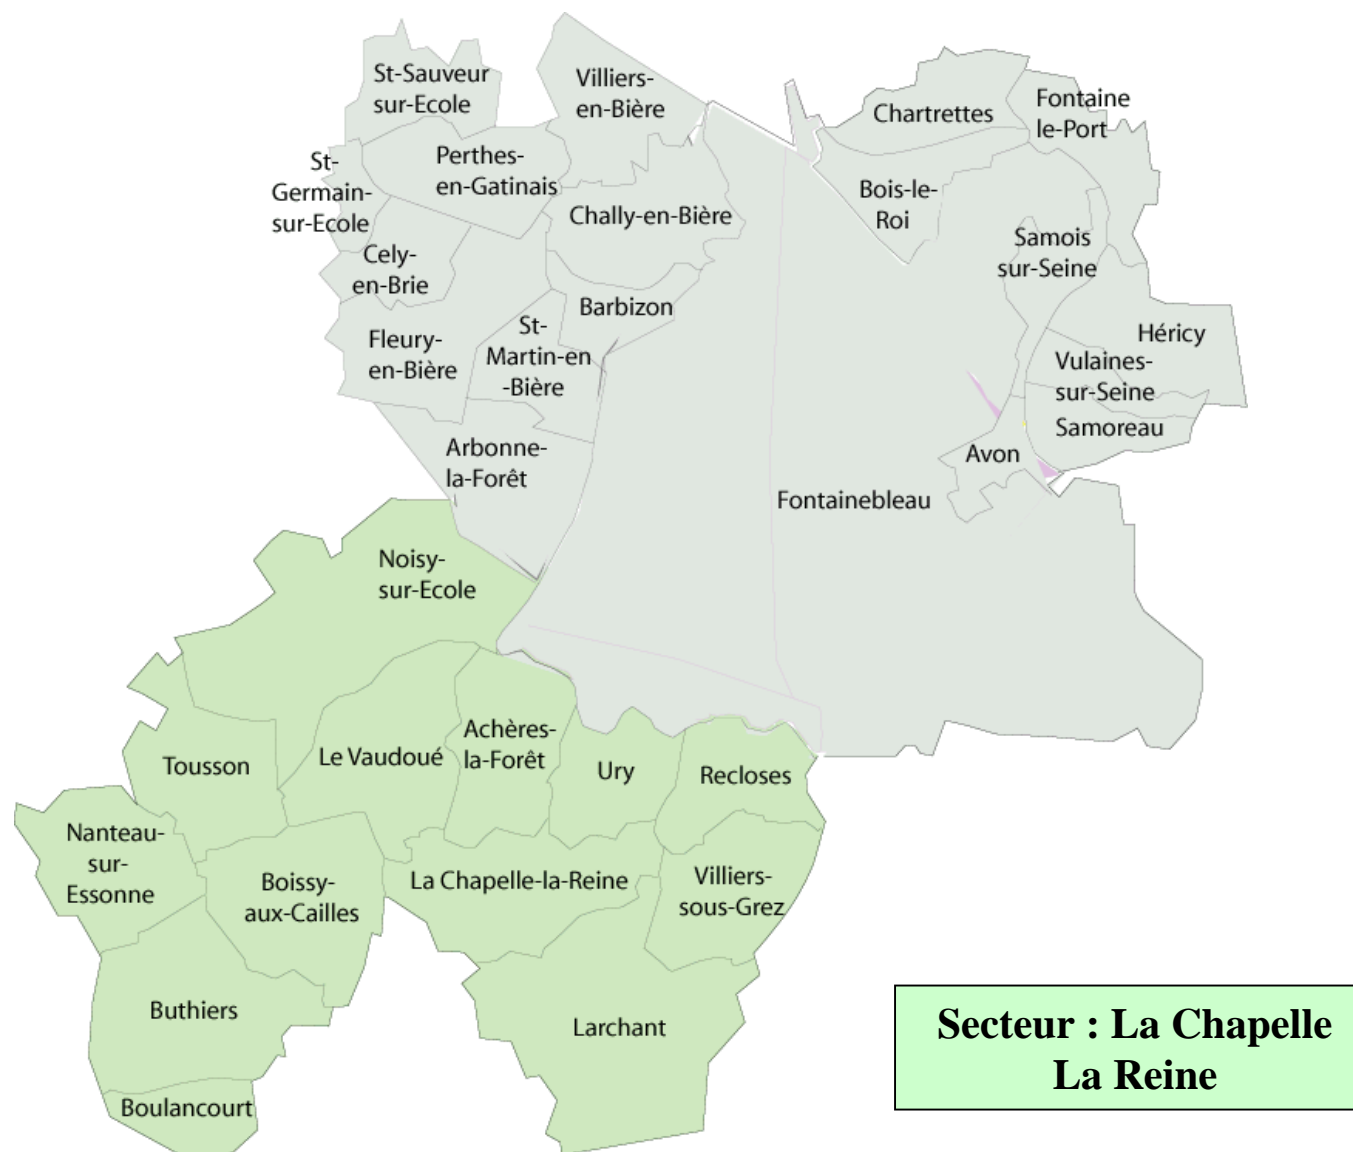 St-Sauveur
sur-Ecole
Villiers-
en-Bière
Chartrettes
Fontaine
le-Port
St-
Germain-
sur-Ecole
Perthes-
en-Gatinais
Chally-en-Bière
Bois-le-
Roi
Samois
sur-Seine
Cely-
en-Brie
Barbizon
Fleury-
en-Bière
St-
Martin-en
-Bière
Héricy
Vulaines-
sur-Seine
Samoreau
Arbonne-
la-Forêt
Avon
Fontainebleau
Noisy-
sur-Ecole
Tousson
Le Vaudoué
Achères-
la-Forêt
Ury
Recloses
Nanteau-
sur-
Essonne
Boissy-
aux-Cailles
La Chapelle-la-Reine
Villiers-
sous-Grez
Buthiers
Larchant
Boulancourt
Secteur : La Chapelle
La Reine